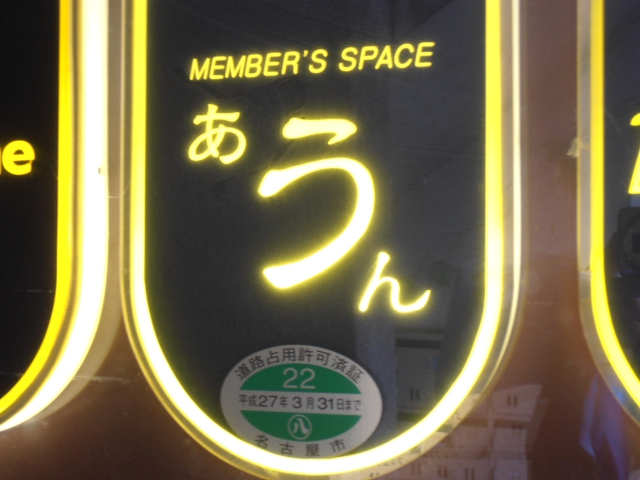 MEMBER'S SPACE
あうん
道路占用許可済証
22
平成27年3月31日まで
八
名古屋市